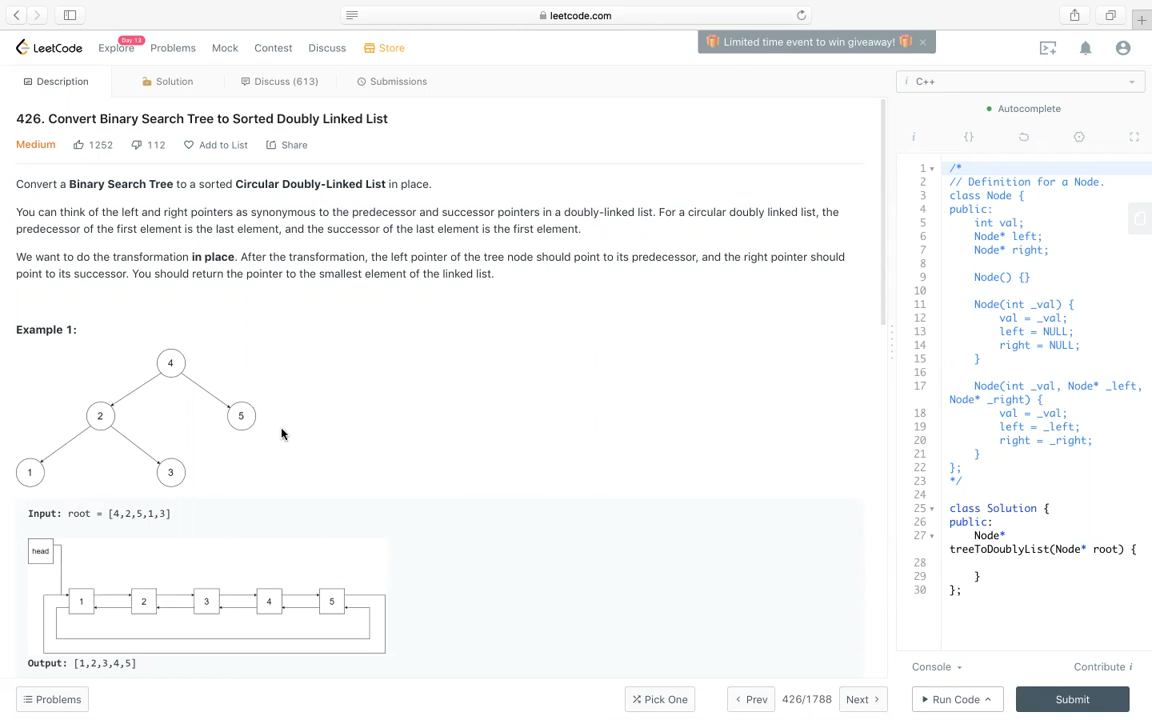 leetcode.com
LeetCode Explore Day 13 Problems Mock Contest Discuss Store
Limited time event to win giveaway! ×
Description Solution Discuss (613) Submissions
i C++
Autocomplete
426. Convert Binary Search Tree to Sorted Doubly Linked List
Medium 1252 112 Add to List Share
Convert a Binary Search Tree to a sorted Circular Doubly-Linked List in place.
You can think of the left and right pointers as synonymous to the predecessor and successor pointers in a doubly-linked list. For a circular doubly linked list, the
predecessor of the first element is the last element, and the successor of the last element is the first element.
We want to do the transformation in place. After the transformation, the left pointer of the tree node should point to its predecessor, and the right pointer should
point to its successor. You should return the pointer to the smallest element of the linked list.
Example 1:
4
2 5
1 3
Input: root = [4,2,5,1,3]
head
1 2 3 4 5
Output: [1,2,3,4,5]
i {}
1 /*
2 // Definition for a Node.
3 class Node {
4 public:
5 int val;
6 Node* left;
7 Node* right;
8
9 Node() {}
10
11 Node(int _val) {
12 val = _val;
13 left = NULL;
14 right = NULL;
15 }
16
17 Node(int _val, Node* _left,
Node* _right) {
18 val = _val;
19 left = _left;
20 right = _right;
21 }
22 };
23 */
24
25 class Solution {
26 public:
27 Node*
treeToDoublyList(Node* root) {
28
29 }
30 };
Console Contribute i
Problems Pick One Prev 426/1788 Next Run Code Submit